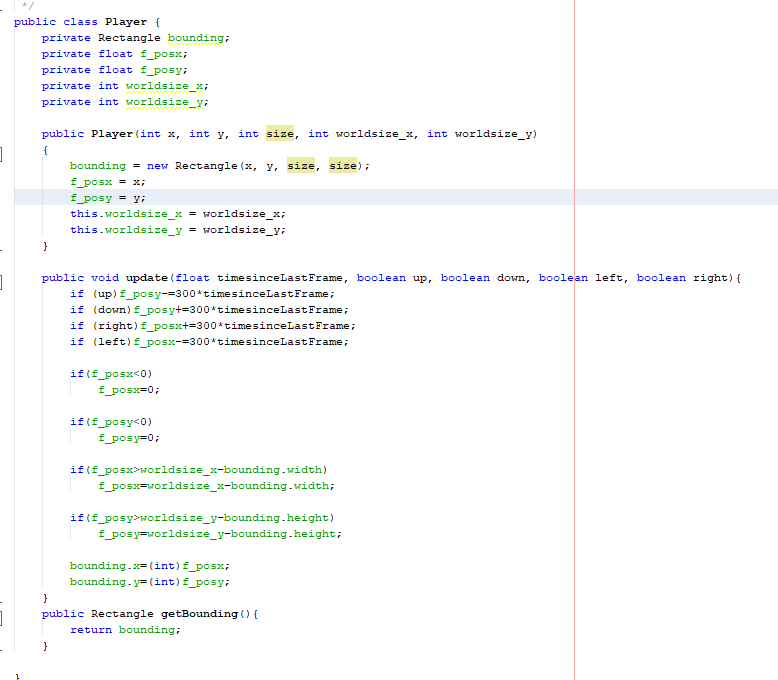 */
public class Player {
    private Rectangle bounding;
    private float f_posx;
    private float f_posy;
    private int worldsize_x;
    private int worldsize_y;

    public Player(int x, int y, int size, int worldsize_x, int worldsize_y)
    {
        bounding = new Rectangle(x, y, size, size);
        f_posx = x;
        f_posy = y;
        this.worldsize_x = worldsize_x;
        this.worldsize_y = worldsize_y;
    }

    public void update(float timesinceLastFrame, boolean up, boolean down, boolean left, boolean right){
        if (up)f_posy-=300*timesinceLastFrame;
        if (down)f_posy+=300*timesinceLastFrame;
        if (right)f_posx+=300*timesinceLastFrame;
        if (left)f_posx-=300*timesinceLastFrame;

        if(f_posx<0)
            f_posx=0;

        if(f_posy<0)
            f_posy=0;

        if(f_posx>worldsize_x-bounding.width)
            f_posx=worldsize_x-bounding.width;

        if(f_posy>worldsize_y-bounding.height)
            f_posy=worldsize_y-bounding.height;

        bounding.x=(int)f_posx;
        bounding.y=(int)f_posy;
    }
    public Rectangle getBounding(){
        return bounding;
    }

}